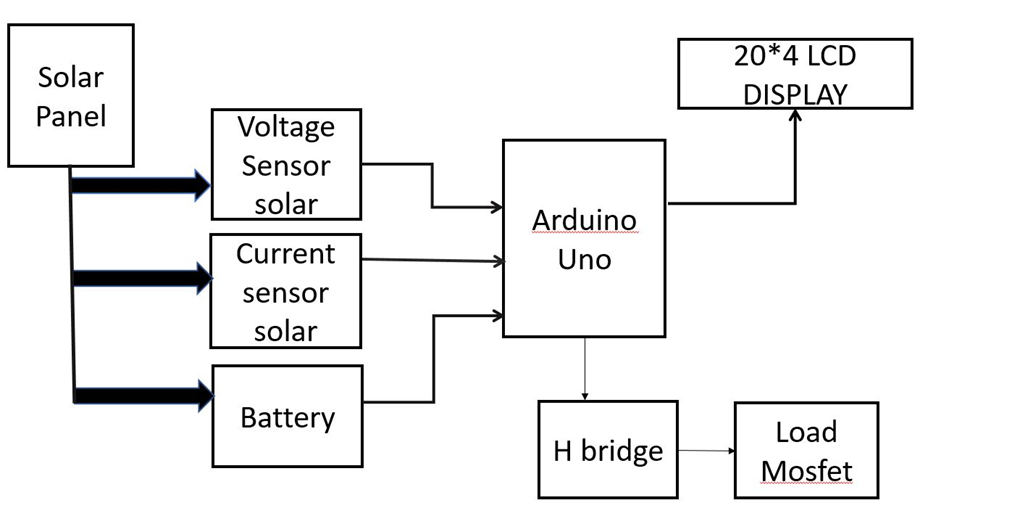 Solar
Panel
Voltage
Sensor
solar
Current
sensor
solar
Battery
Arduino
Uno
20*4 LCD
DISPLAY
H bridge
Load
Mosfet